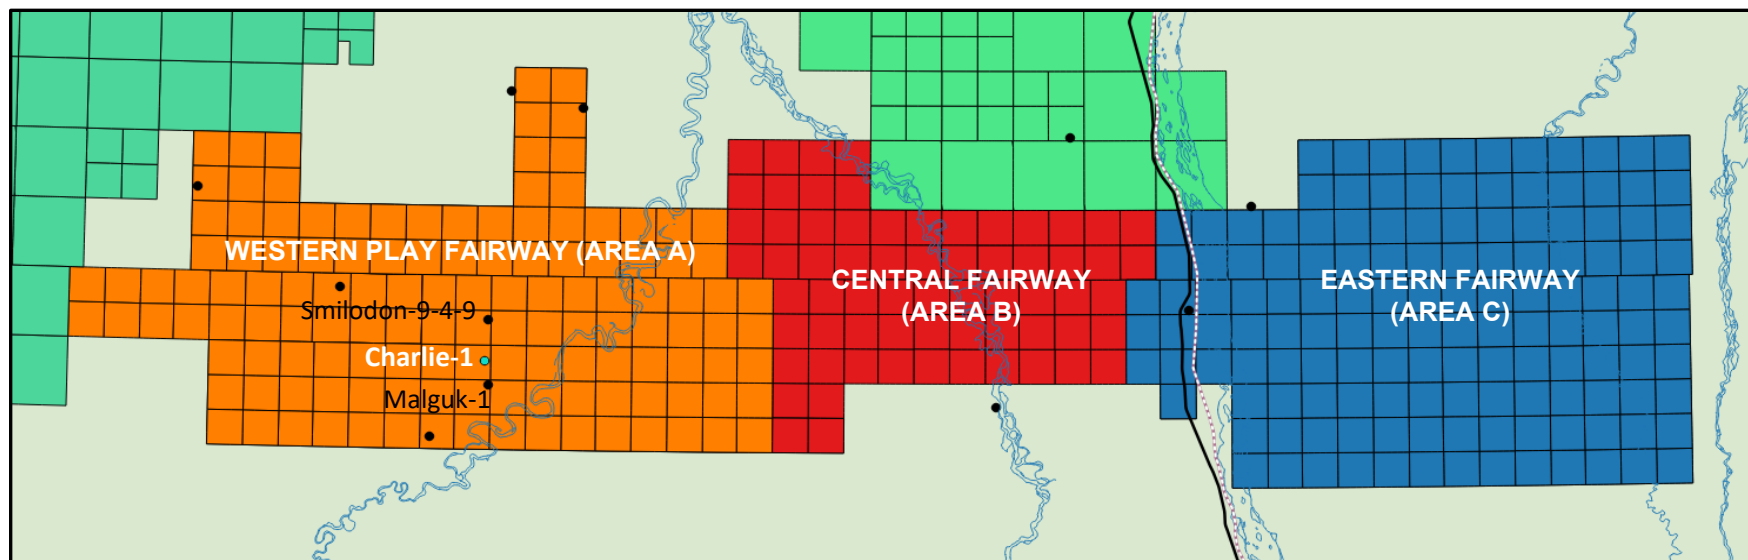 WESTERN PLAY FAIRWAY (AREA A)
CENTRAL FAIRWAY
(AREA B)
EASTERN FAIRWAY
(AREA C)
Smilodon-9-4-9
Charlie-1
Malguk-1